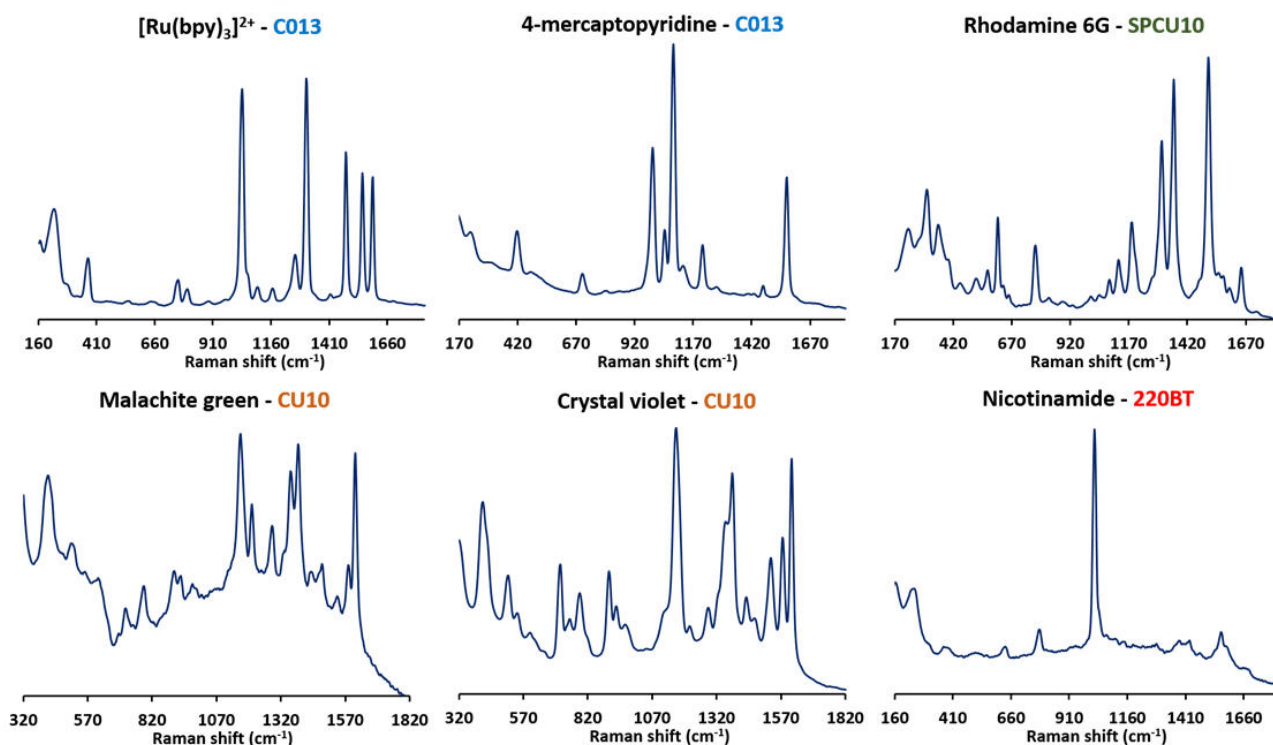 [Ru(bpy)₃]²⁺ - C013
4-mercaptopyridine - C013
Rhodamine 6G - SPCU10
160 410 660 910 1160 1410 1660
Raman shift (cm⁻¹)
170 420 670 920 1170 1420 1670
Raman shift (cm⁻¹)
170 420 670 920 1170 1420 1670
Raman shift (cm⁻¹)
Malachite green - CU10
Crystal violet - CU10
Nicotinamide - 220BT
320 570 820 1070 1320 1570 1820
Raman shift (cm⁻¹)
320 570 820 1070 1320 1570 1820
Raman shift (cm⁻¹)
160 410 660 910 1160 1410 1660
Raman shift (cm⁻¹)